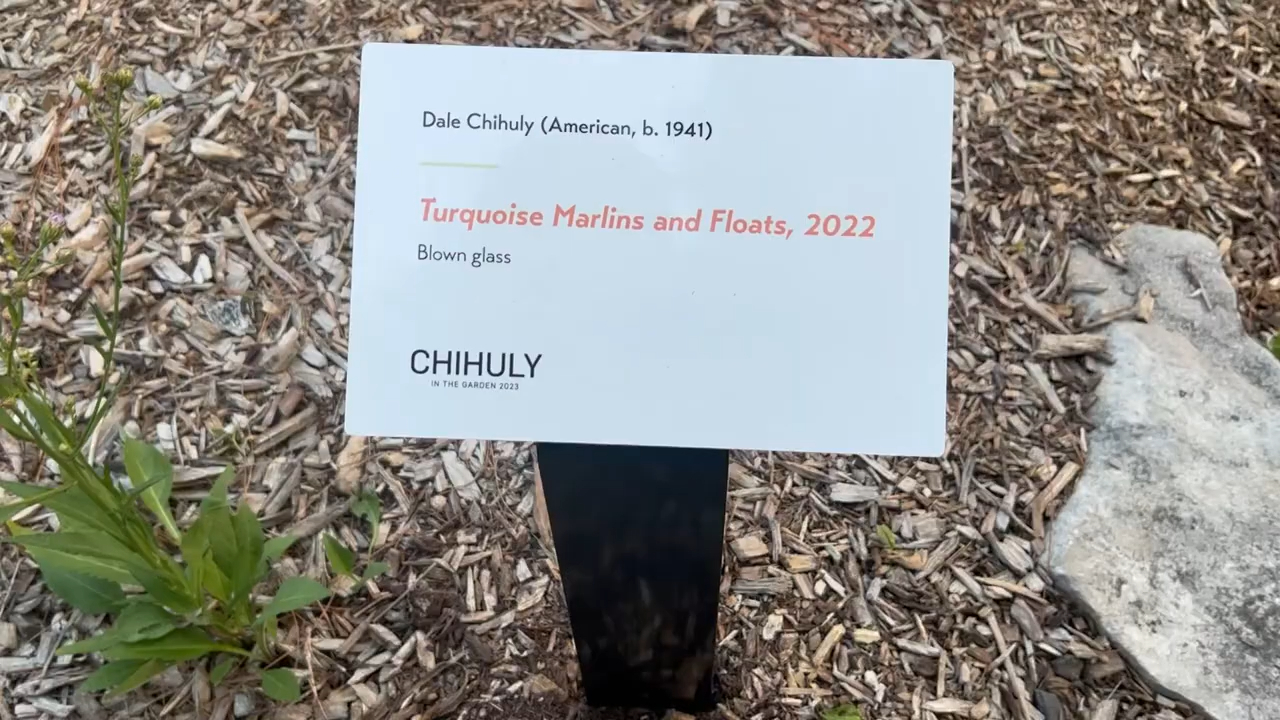 Dale Chihuly (American, b. 1941)
Turquoise Marlins and Floats, 2022
Blown glass
CHIHULY
IN THE GARDEN 2023